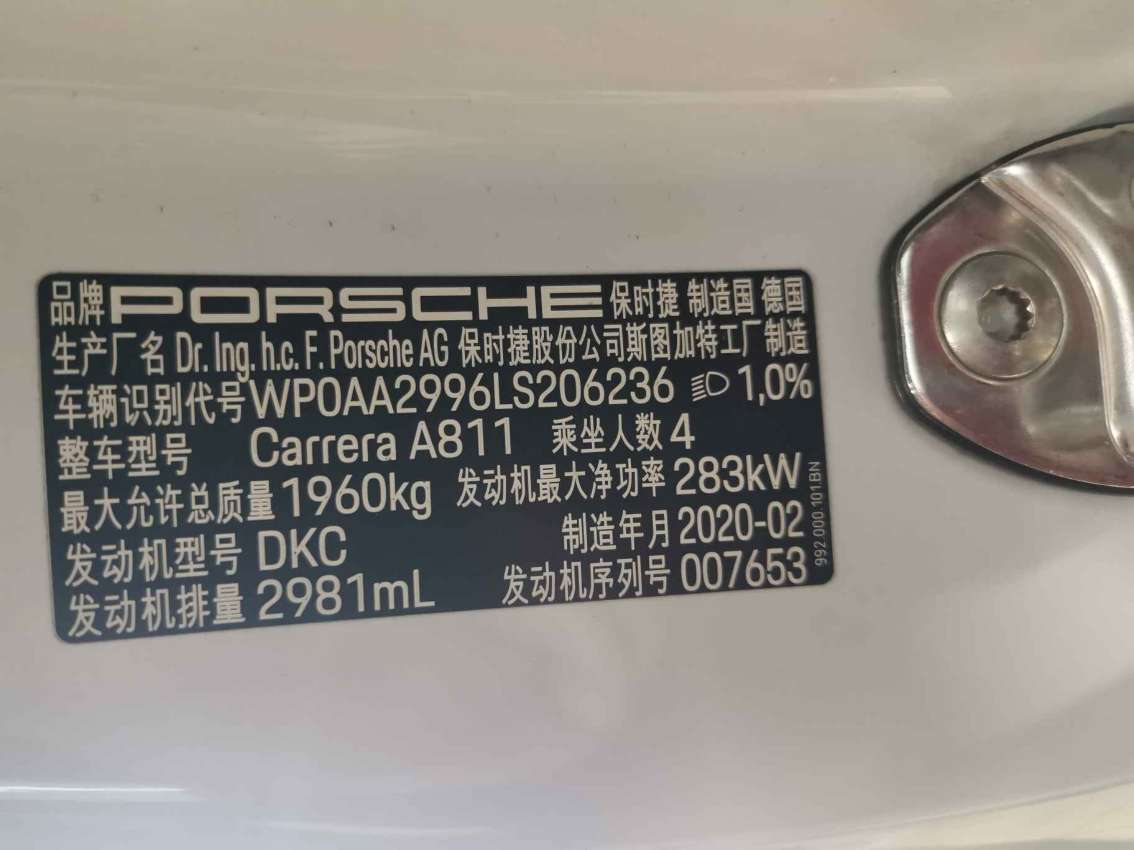 品牌 PORSCHE 保时捷 制造国 德国
生产厂名 Dr. Ing. h.c. F. Porsche AG 保时捷股份公司斯图加特工厂制造
车辆识别代号 WP0AA2996LS206236 1,0%
整车型号 Carrera A811 乘坐人数 4
最大允许总质量 1960kg 发动机最大净功率 283kW
发动机型号 DKC 制造年月 2020-02
发动机排量 2981mL 发动机序列号 007653
992.000.101.BN